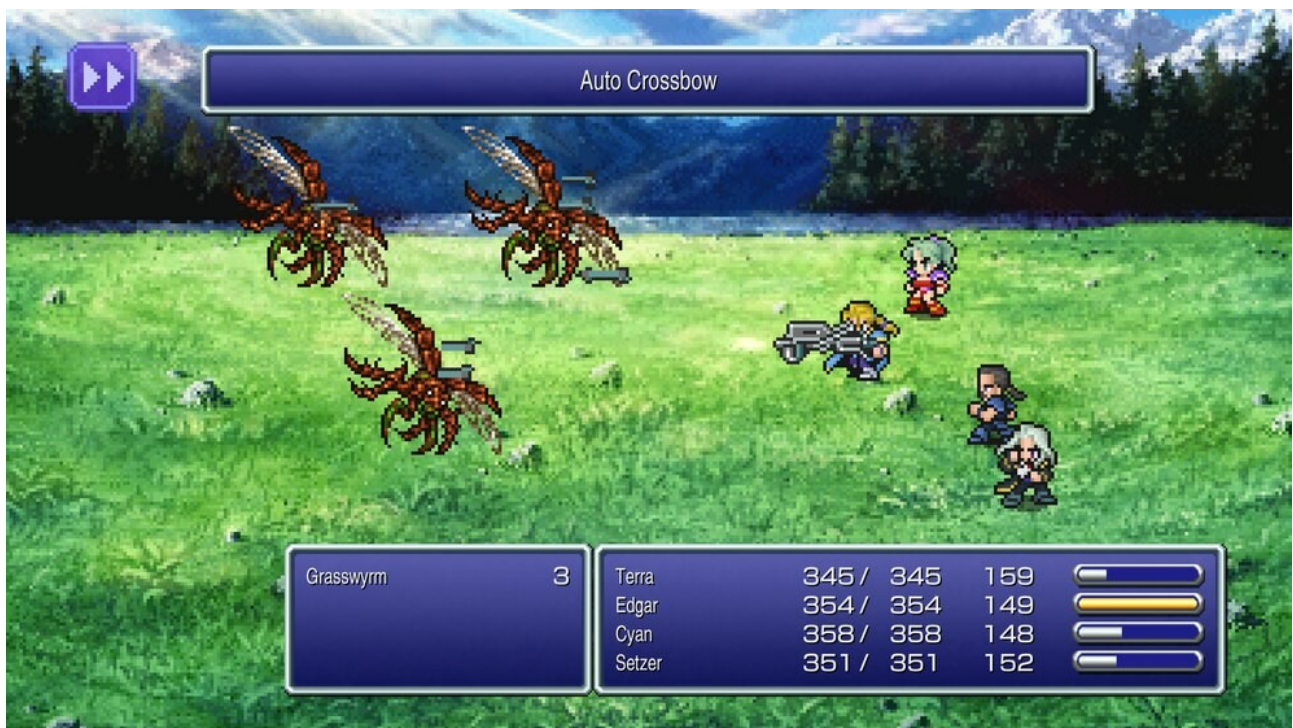 Auto Crossbow
Grasswyrm 3
Terra 345/ 345 159
Edgar 354/ 354 149
Cyan 358/ 358 148
Setzer 351/ 351 152